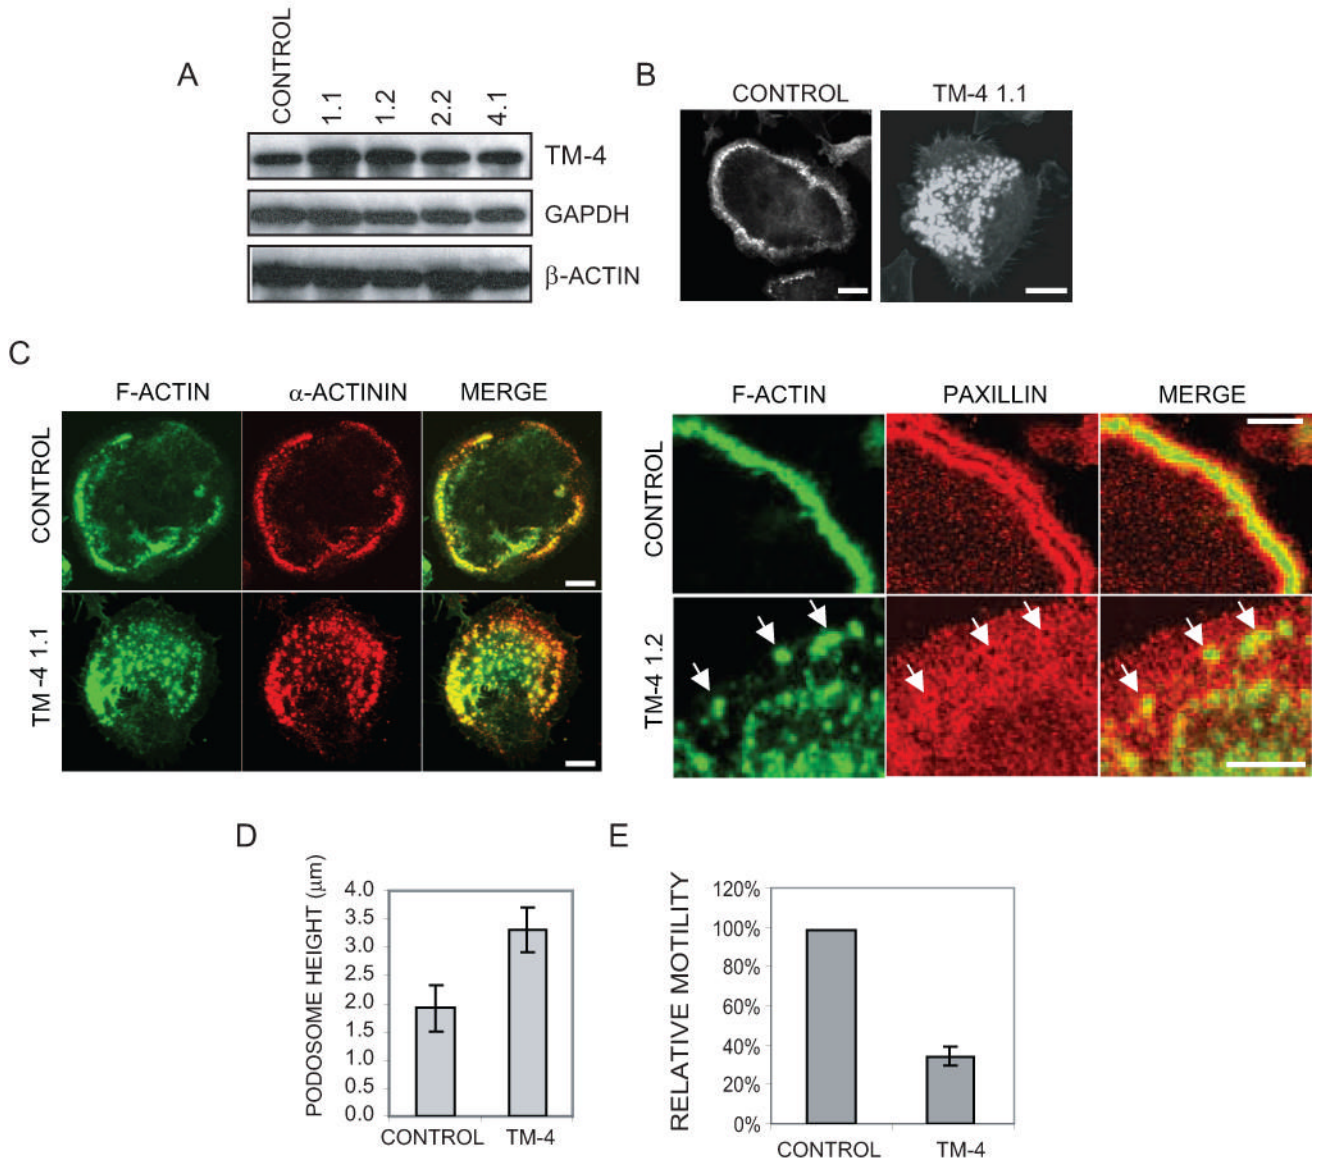 A
CONTROL
1.1
1.2
2.2
4.1
TM-4
GAPDH
β-ACTIN
B
CONTROL
TM-4 1.1
C
F-ACTIN
α-ACTININ
MERGE
CONTROL
TM-4 1.1
F-ACTIN
PAXILLIN
MERGE
CONTROL
TM-4 1.2
D
PODOSOME HEIGHT (µm)
4.0
3.5
3.0
2.5
2.0
1.5
1.0
0.5
0.0
CONTROL
TM-4
E
RELATIVE MOTILITY
120%
100%
80%
60%
40%
20%
0%
CONTROL
TM-4